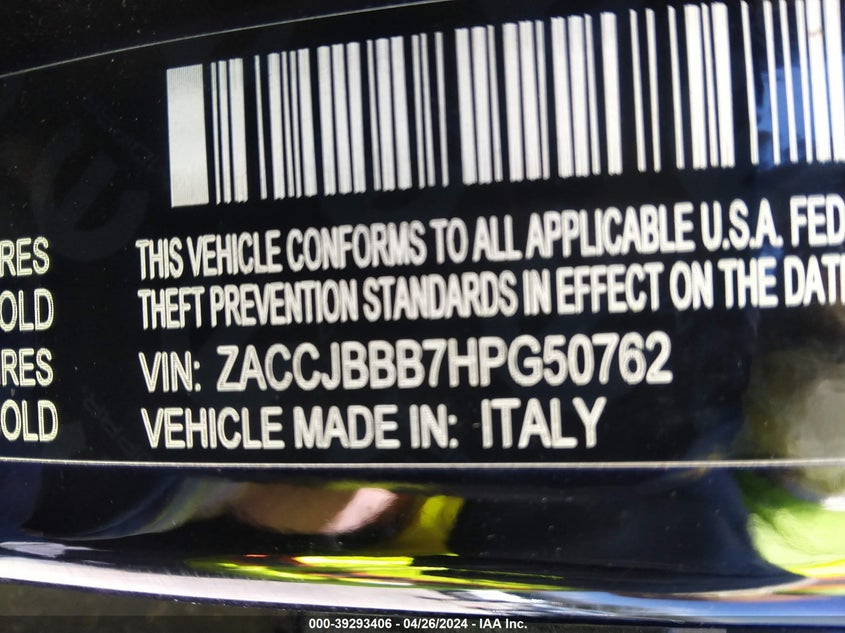 THIS VEHICLE CONFORMS TO ALL APPLICABLE U.S.A. FED
RES
THEFT PREVENTION STANDARDS IN EFFECT ON THE DATE
OLD
VIN: ZACCJBBB7HPG50762
RES
VEHICLE MADE IN: ITALY
OLD
000-39293406 - 04/26/2024 - IAA Inc.